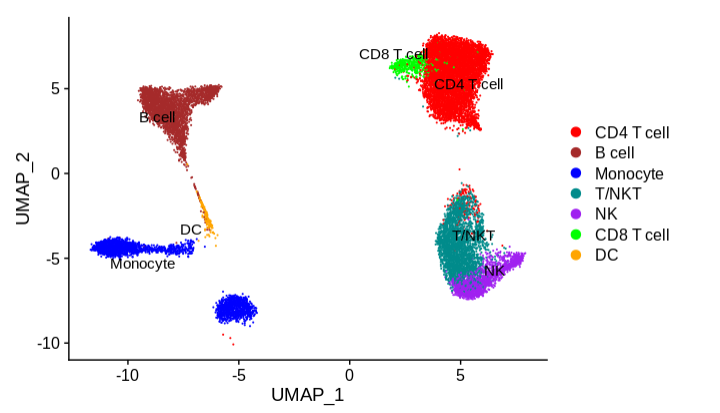 CD8 T cell
CD4 T cell
B cell
DC
Monocyte
T/NKT
NK
5
0
-5
-10
UMAP_2
-10
-5
0
5
UMAP_1
CD4 T cell
B cell
Monocyte
T/NKT
NK
CD8 T cell
DC